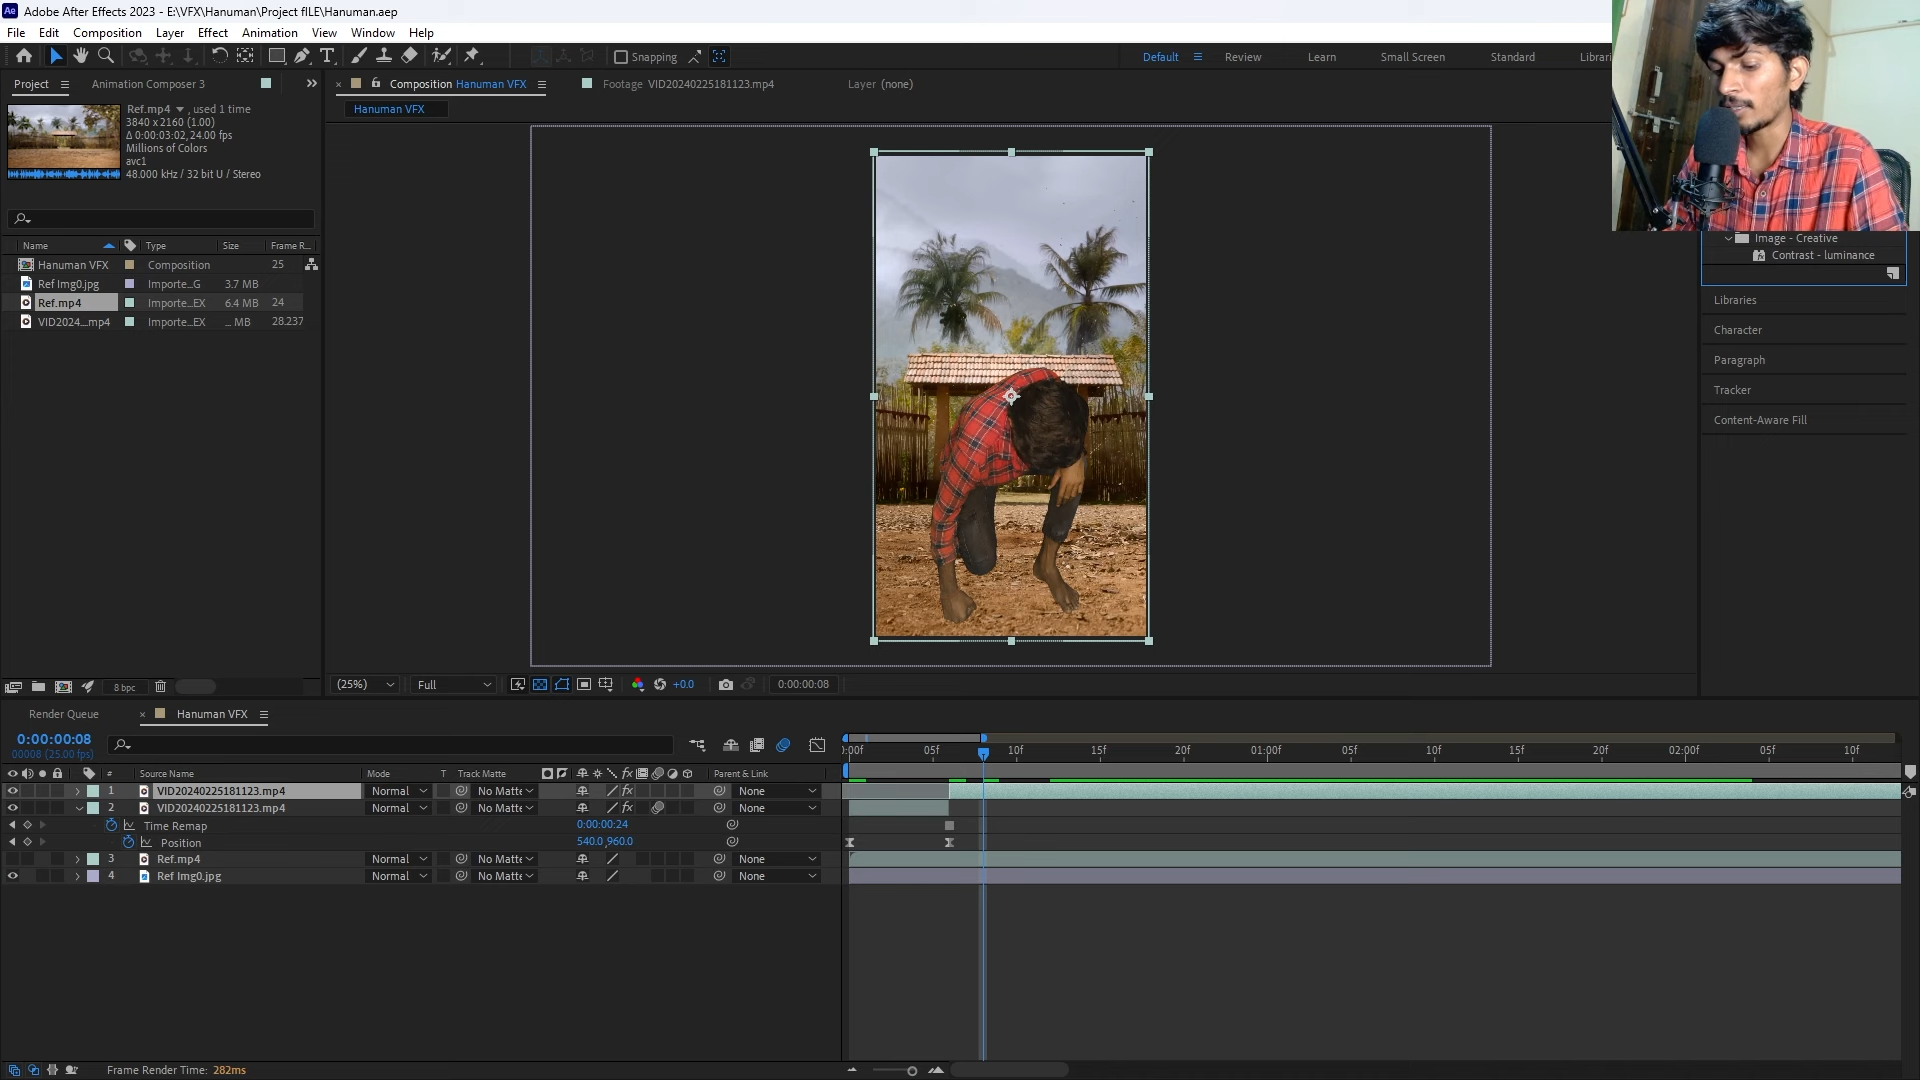 Ae Adobe After Effects 2023 - E:\VFX\Hanuman\Project fILE\Hanuman.aep
File Edit Composition Layer Effect Animation View Window Help
Snapping
Default Review Learn Small Screen Standard Librari
Project Animation Composer 3
Composition Hanuman VFX Footage VID20240225181123.mp4 Layer (none)
Hanuman VFX
Ref.mp4 , used 1 time
3840 x 2160 (1.00)
Δ 0:00:03:02, 24.00 fps
Millions of Colors
avc1
48.000 kHz / 32 bit U / Stereo
Name Type Size Frame R...
Hanuman VFX Composition 25
Ref Img0.jpg Importe...G 3.7 MB
Ref.mp4 Importe...EX 6.4 MB 24
VID2024....mp4 Importe...EX ... MB 28.237
Image - Creative
Contrast - luminance
Libraries
Character
Paragraph
Tracker
Content-Aware Fill
8 bpc
(25%) Full +0.0 0:00:00:08
Render Queue Hanuman VFX
0:00:00:08
00008 (25.00 fps)
):00f 05f 10f 15f 20f 01:00f 05f 10f 15f 20f 02:00f 05f 10f
# Source Name Mode T Track Matte fx Parent & Link
1 VID20240225181123.mp4 Normal No Matte fx None
2 VID20240225181123.mp4 Normal No Matte fx None
Time Remap 0:00:00:24
Position 540.0,960.0
3 Ref.mp4 Normal No Matte None
4 Ref Img0.jpg Normal No Matte None
Frame Render Time: 282ms